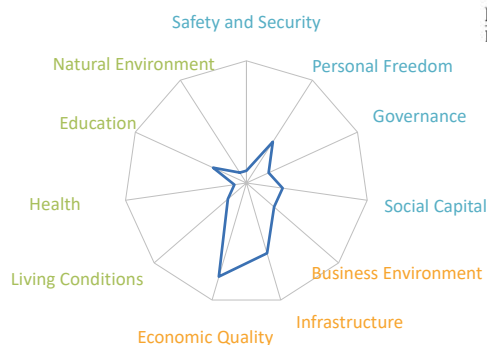 Safety and Security
Natural Environment
Personal Freedom
Education
Governance
Health
Social Capital
Living Conditions
Business Environment
Economic Quality
Infrastructure